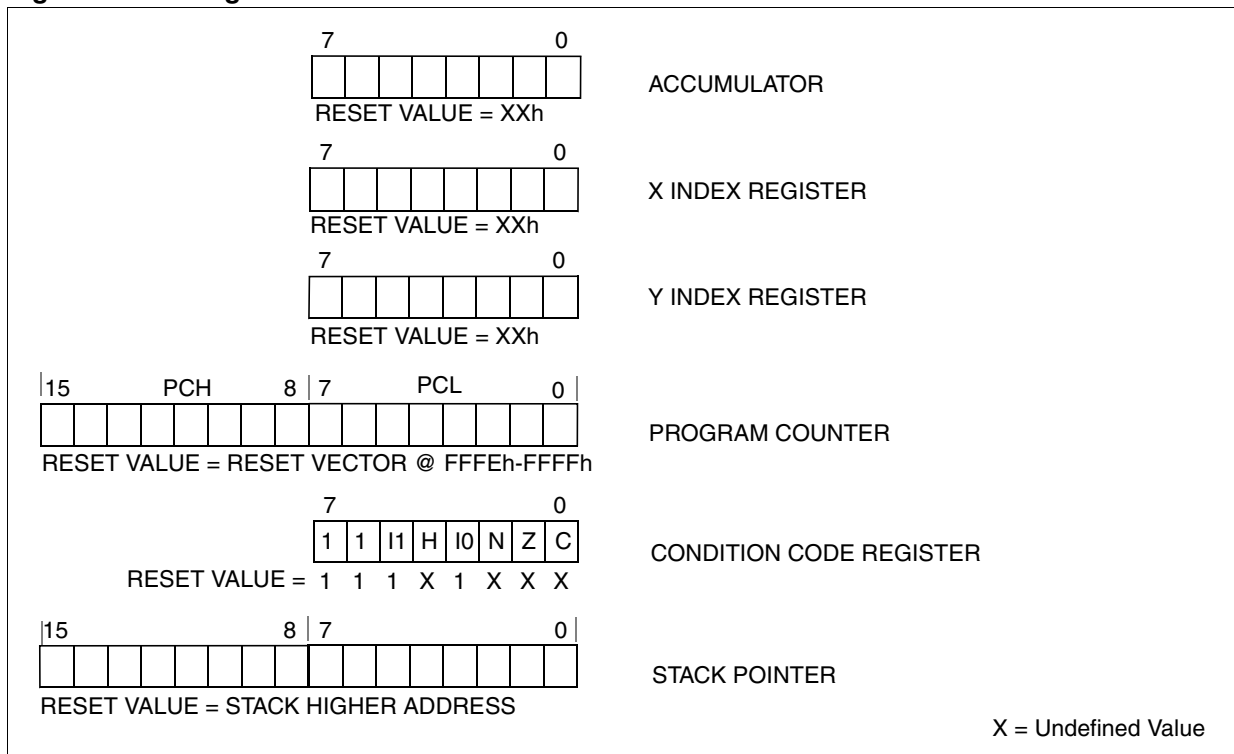 7 0
ACCUMULATOR
RESET VALUE = XXh
7 0
X INDEX REGISTER
RESET VALUE = XXh
7 0
Y INDEX REGISTER
RESET VALUE = XXh
15 PCH 8 7 PCL 0
PROGRAM COUNTER
RESET VALUE = RESET VECTOR @ FFFEh-FFFFh
7 0
1 1 I1 H I0 N Z C
CONDITION CODE REGISTER
RESET VALUE = 1 1 1 X 1 X X X
15 8 7 0
STACK POINTER
RESET VALUE = STACK HIGHER ADDRESS
X = Undefined Value